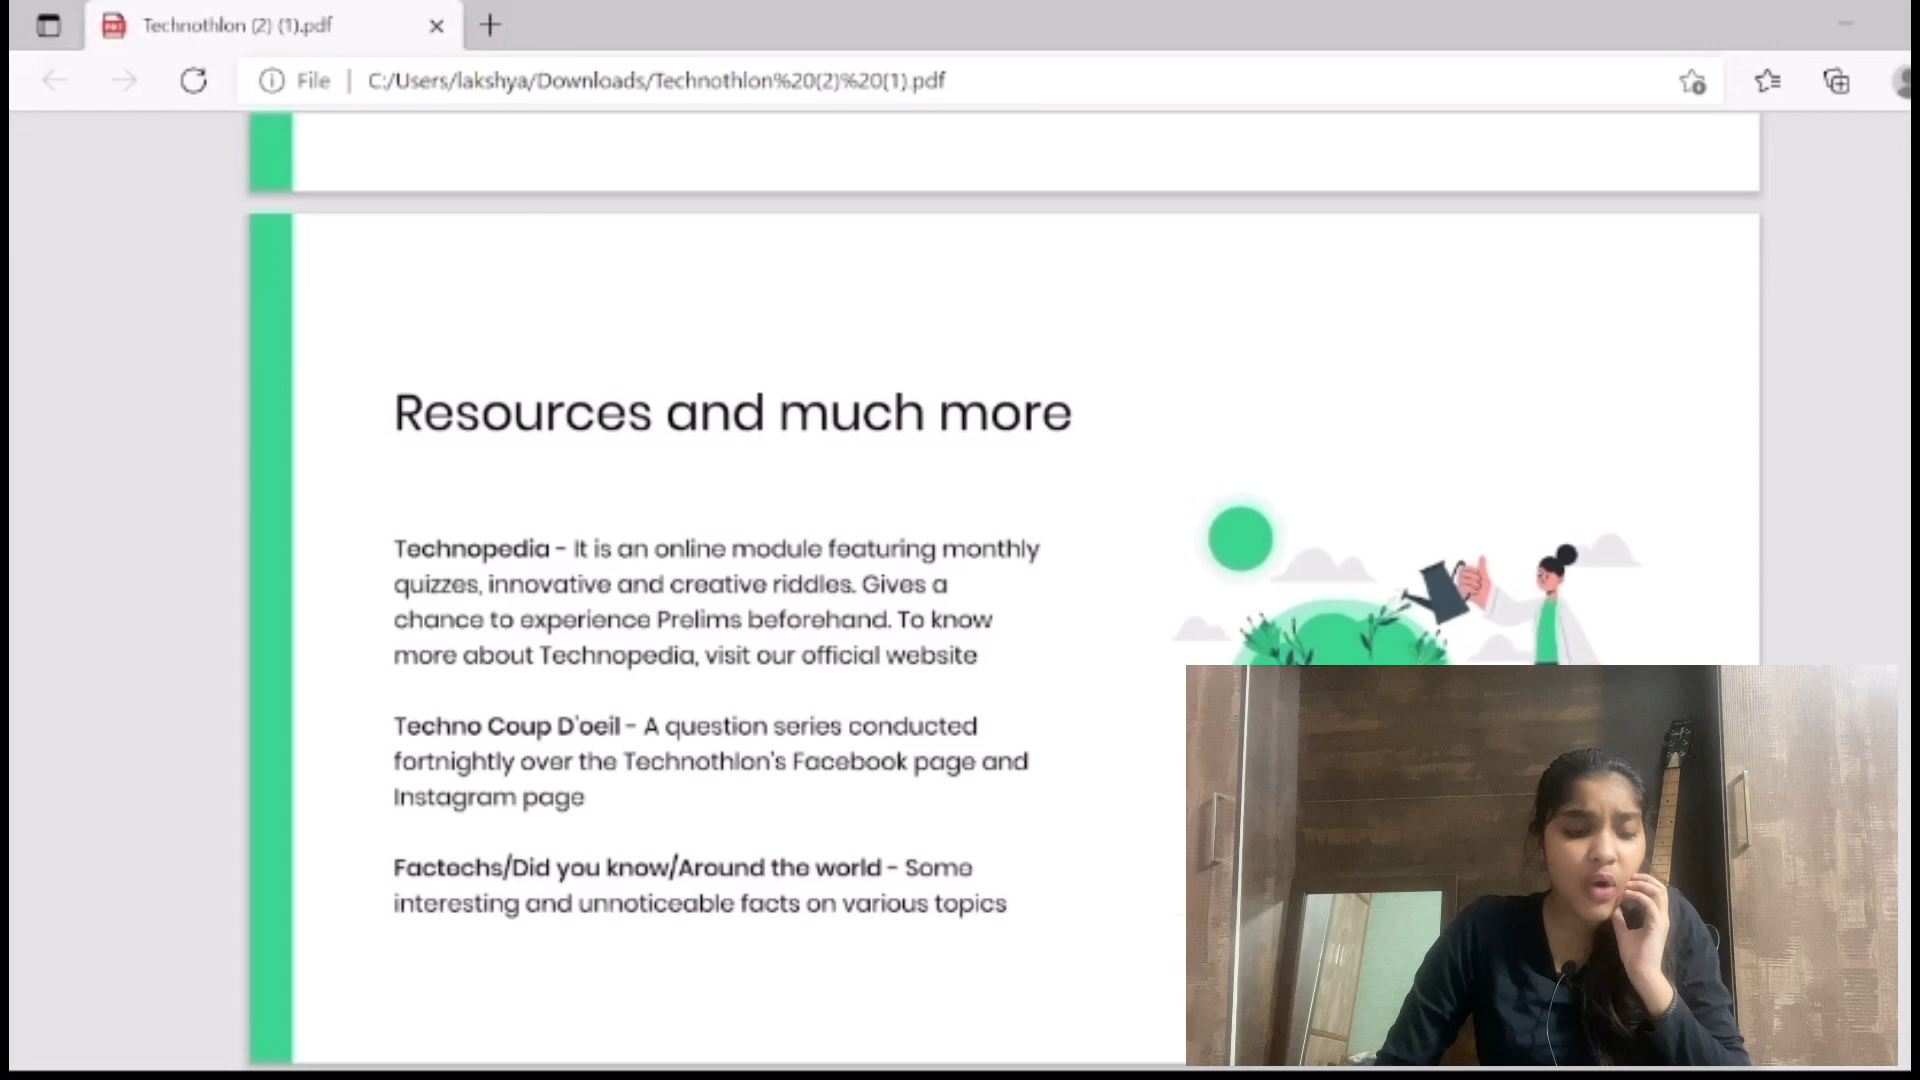 Technothlon (2) (1).pdf
File | C:/Users/lakshya/Downloads/Technothlon%20(2)%20(1).pdf
Resources and much more
Technopedia - It is an online module featuring monthly
quizzes, innovative and creative riddles. Gives a
chance to experience Prelims beforehand. To know
more about Technopedia, visit our official website
Techno Coup D'oeil - A question series conducted
fortnightly over the Technothlon's Facebook page and
Instagram page
Factechs/Did you know/Around the world - Some
interesting and unnoticeable facts on various topics